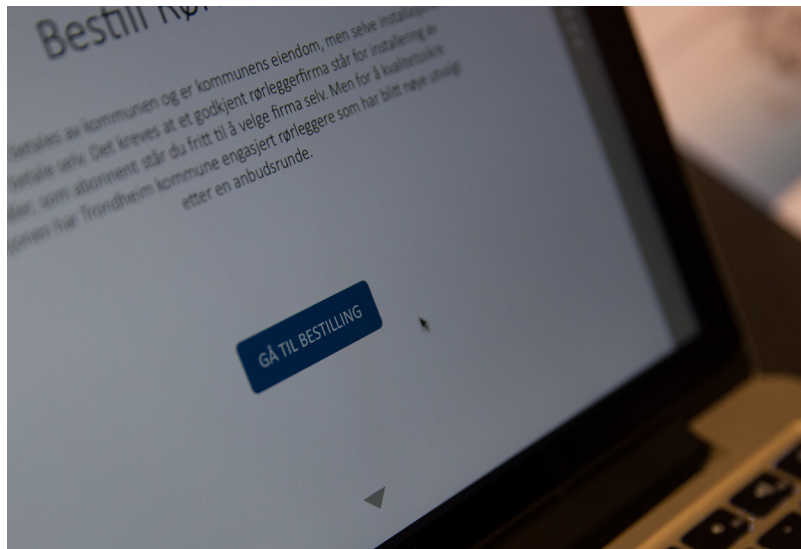 Bestill Rør
betales av kommunen og er kommunens eiendom, men selve
betale selv. Det kreves at et godkjent rørleggerfirma står for installering av
som abonnent står du fritt til å velge firma selv. Men for å kvalitetssikre
har Trondheim kommune engasjert rørleggere som har blitt nøye utvalgt
etter en anbudsrunde.
GÅ TIL BESTILLING